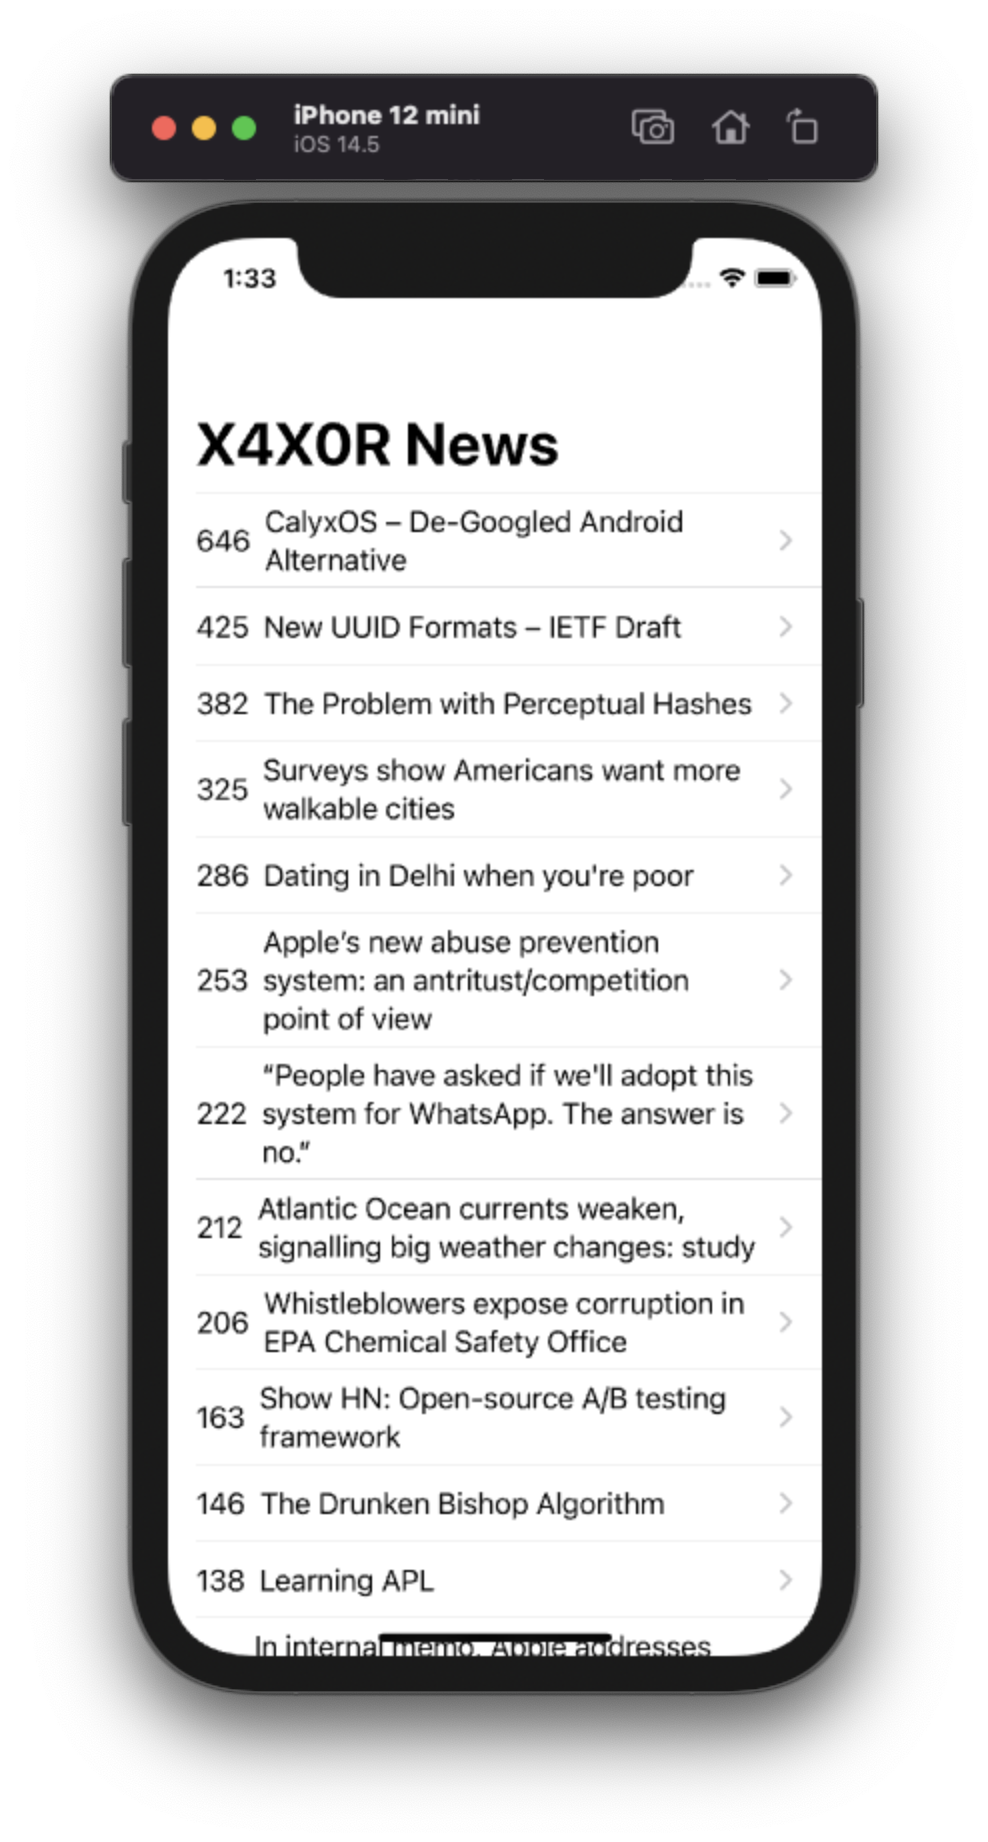 iPhone 12 mini
iOS 14.5
1:33
X4X0R News
646 CalyxOS – De-Googled Android
Alternative
425 New UUID Formats – IETF Draft
382 The Problem with Perceptual Hashes
325 Surveys show Americans want more
walkable cities
286 Dating in Delhi when you're poor
253 Apple’s new abuse prevention
system: an antritust/competition
point of view
222 “People have asked if we'll adopt this
system for WhatsApp. The answer is
no.”
212 Atlantic Ocean currents weaken,
signalling big weather changes: study
206 Whistleblowers expose corruption in
EPA Chemical Safety Office
163 Show HN: Open-source A/B testing
framework
146 The Drunken Bishop Algorithm
138 Learning APL
In internal memo, Apple addresses